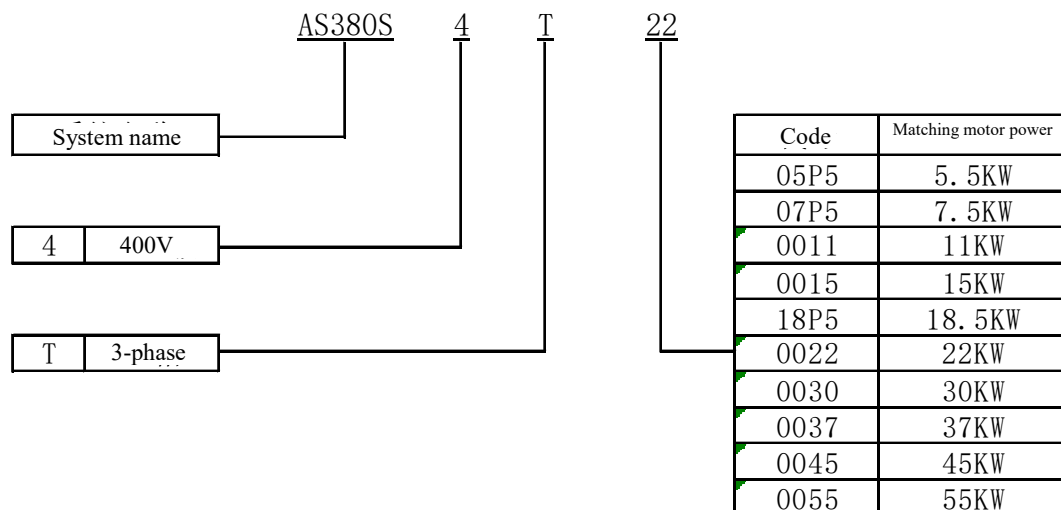 AS380S 4 T 22
System name
4 400V
T 3-phase
Code Matching motor power
05P5 5.5KW
07P5 7.5KW
0011 11KW
0015 15KW
18P5 18.5KW
0022 22KW
0030 30KW
0037 37KW
0045 45KW
0055 55KW